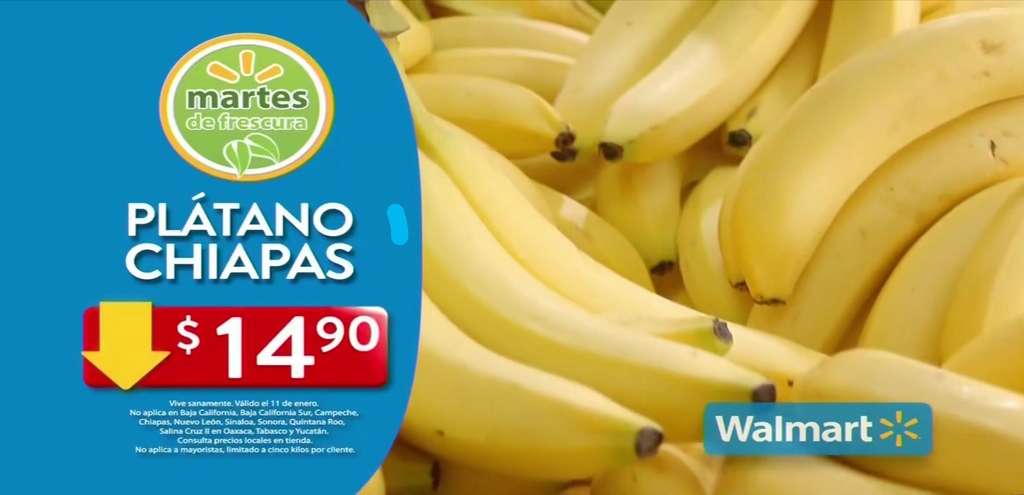 martes
de frescura
PLÁTANO
CHIAPAS
$ 14⁹⁰
Vive sanamente. Válido el 11 de enero.
No aplica en Baja California, Baja California Sur, Campeche,
Chiapas, Nuevo León, Sinaloa, Sonora, Quintana Roo,
Salina Cruz II en Oaxaca, Tabasco y Yucatán.
Consulta precios locales en tienda.
No aplica a mayoristas, limitado a cinco kilos por cliente.
Walmart